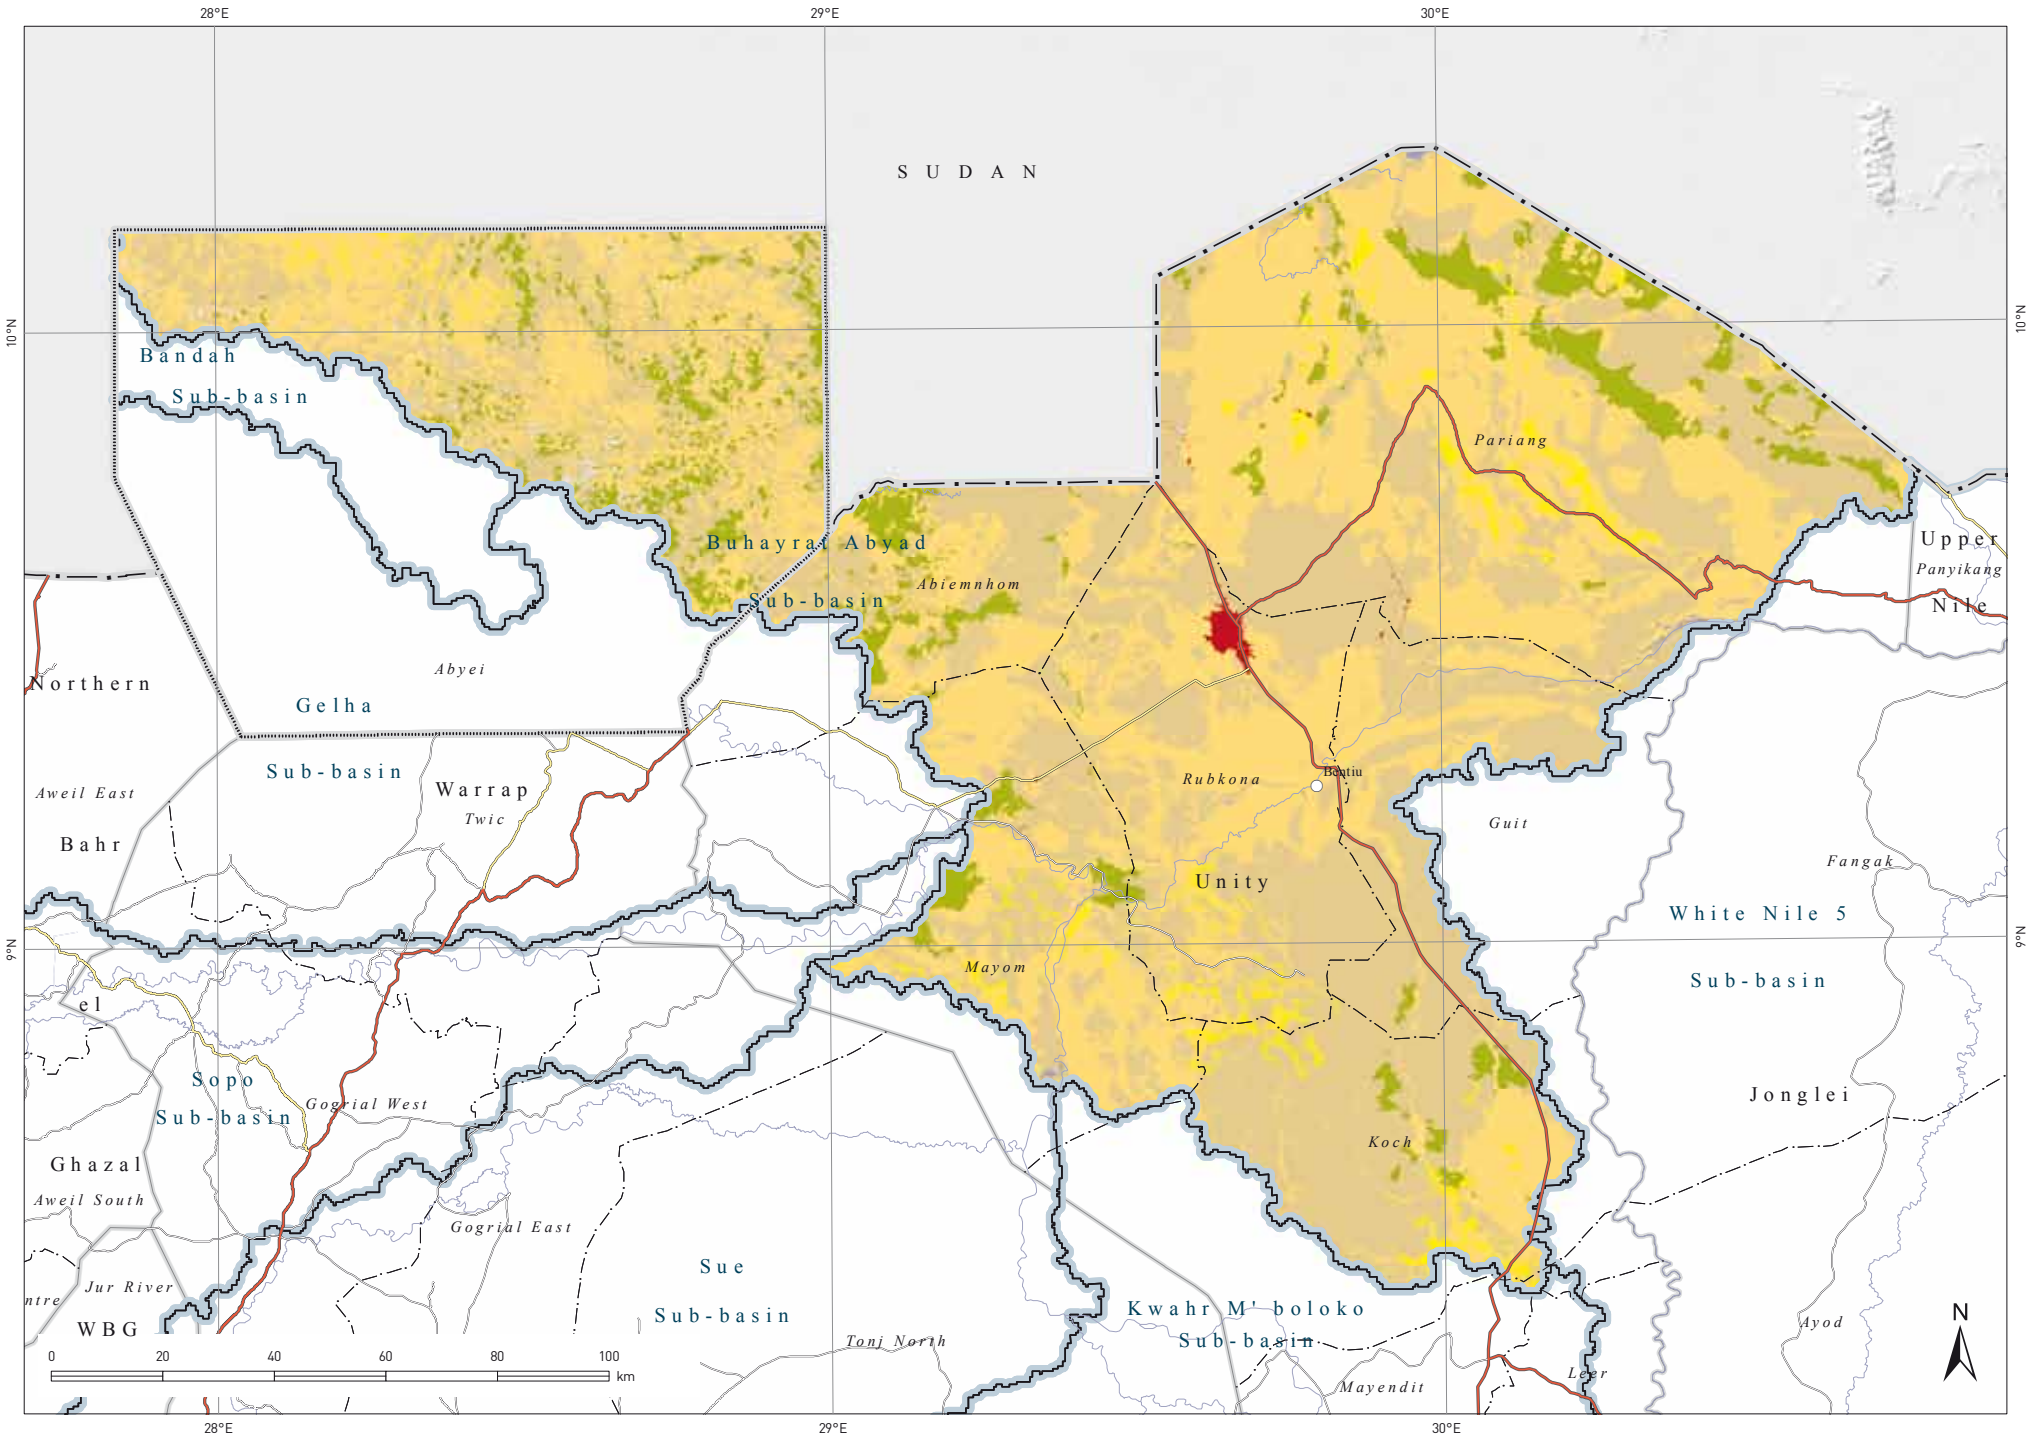 28°E
29°E
30°E
S U D A N
10°N
10°N
Bandah
Sub-basin
Pariang
Buhayrat Abyad
Sub-basin
Abiemnhom
Upper
Panyikang
Nile
Abyei
Northern
Gelha
Sub-basin
Warrap
Twic
Aweil East
Bahr
Bentiu
Rubkona
Guit
Fangak
Unity
White Nile 5
Sub-basin
9°N
9°N
Mayom
el
Sopo
Sub-basin
Gogrial West
Jonglei
Koch
Ghazal
Aweil South
Gogrial East
Sue
Sub-basin
Jur River
ntre
WBG
Kwahr M' boloko
Sub-basin
Tonj North
Ayod
N
Mayendit
Leer
0 20 40 60 80 100
km
28°E
29°E
30°E